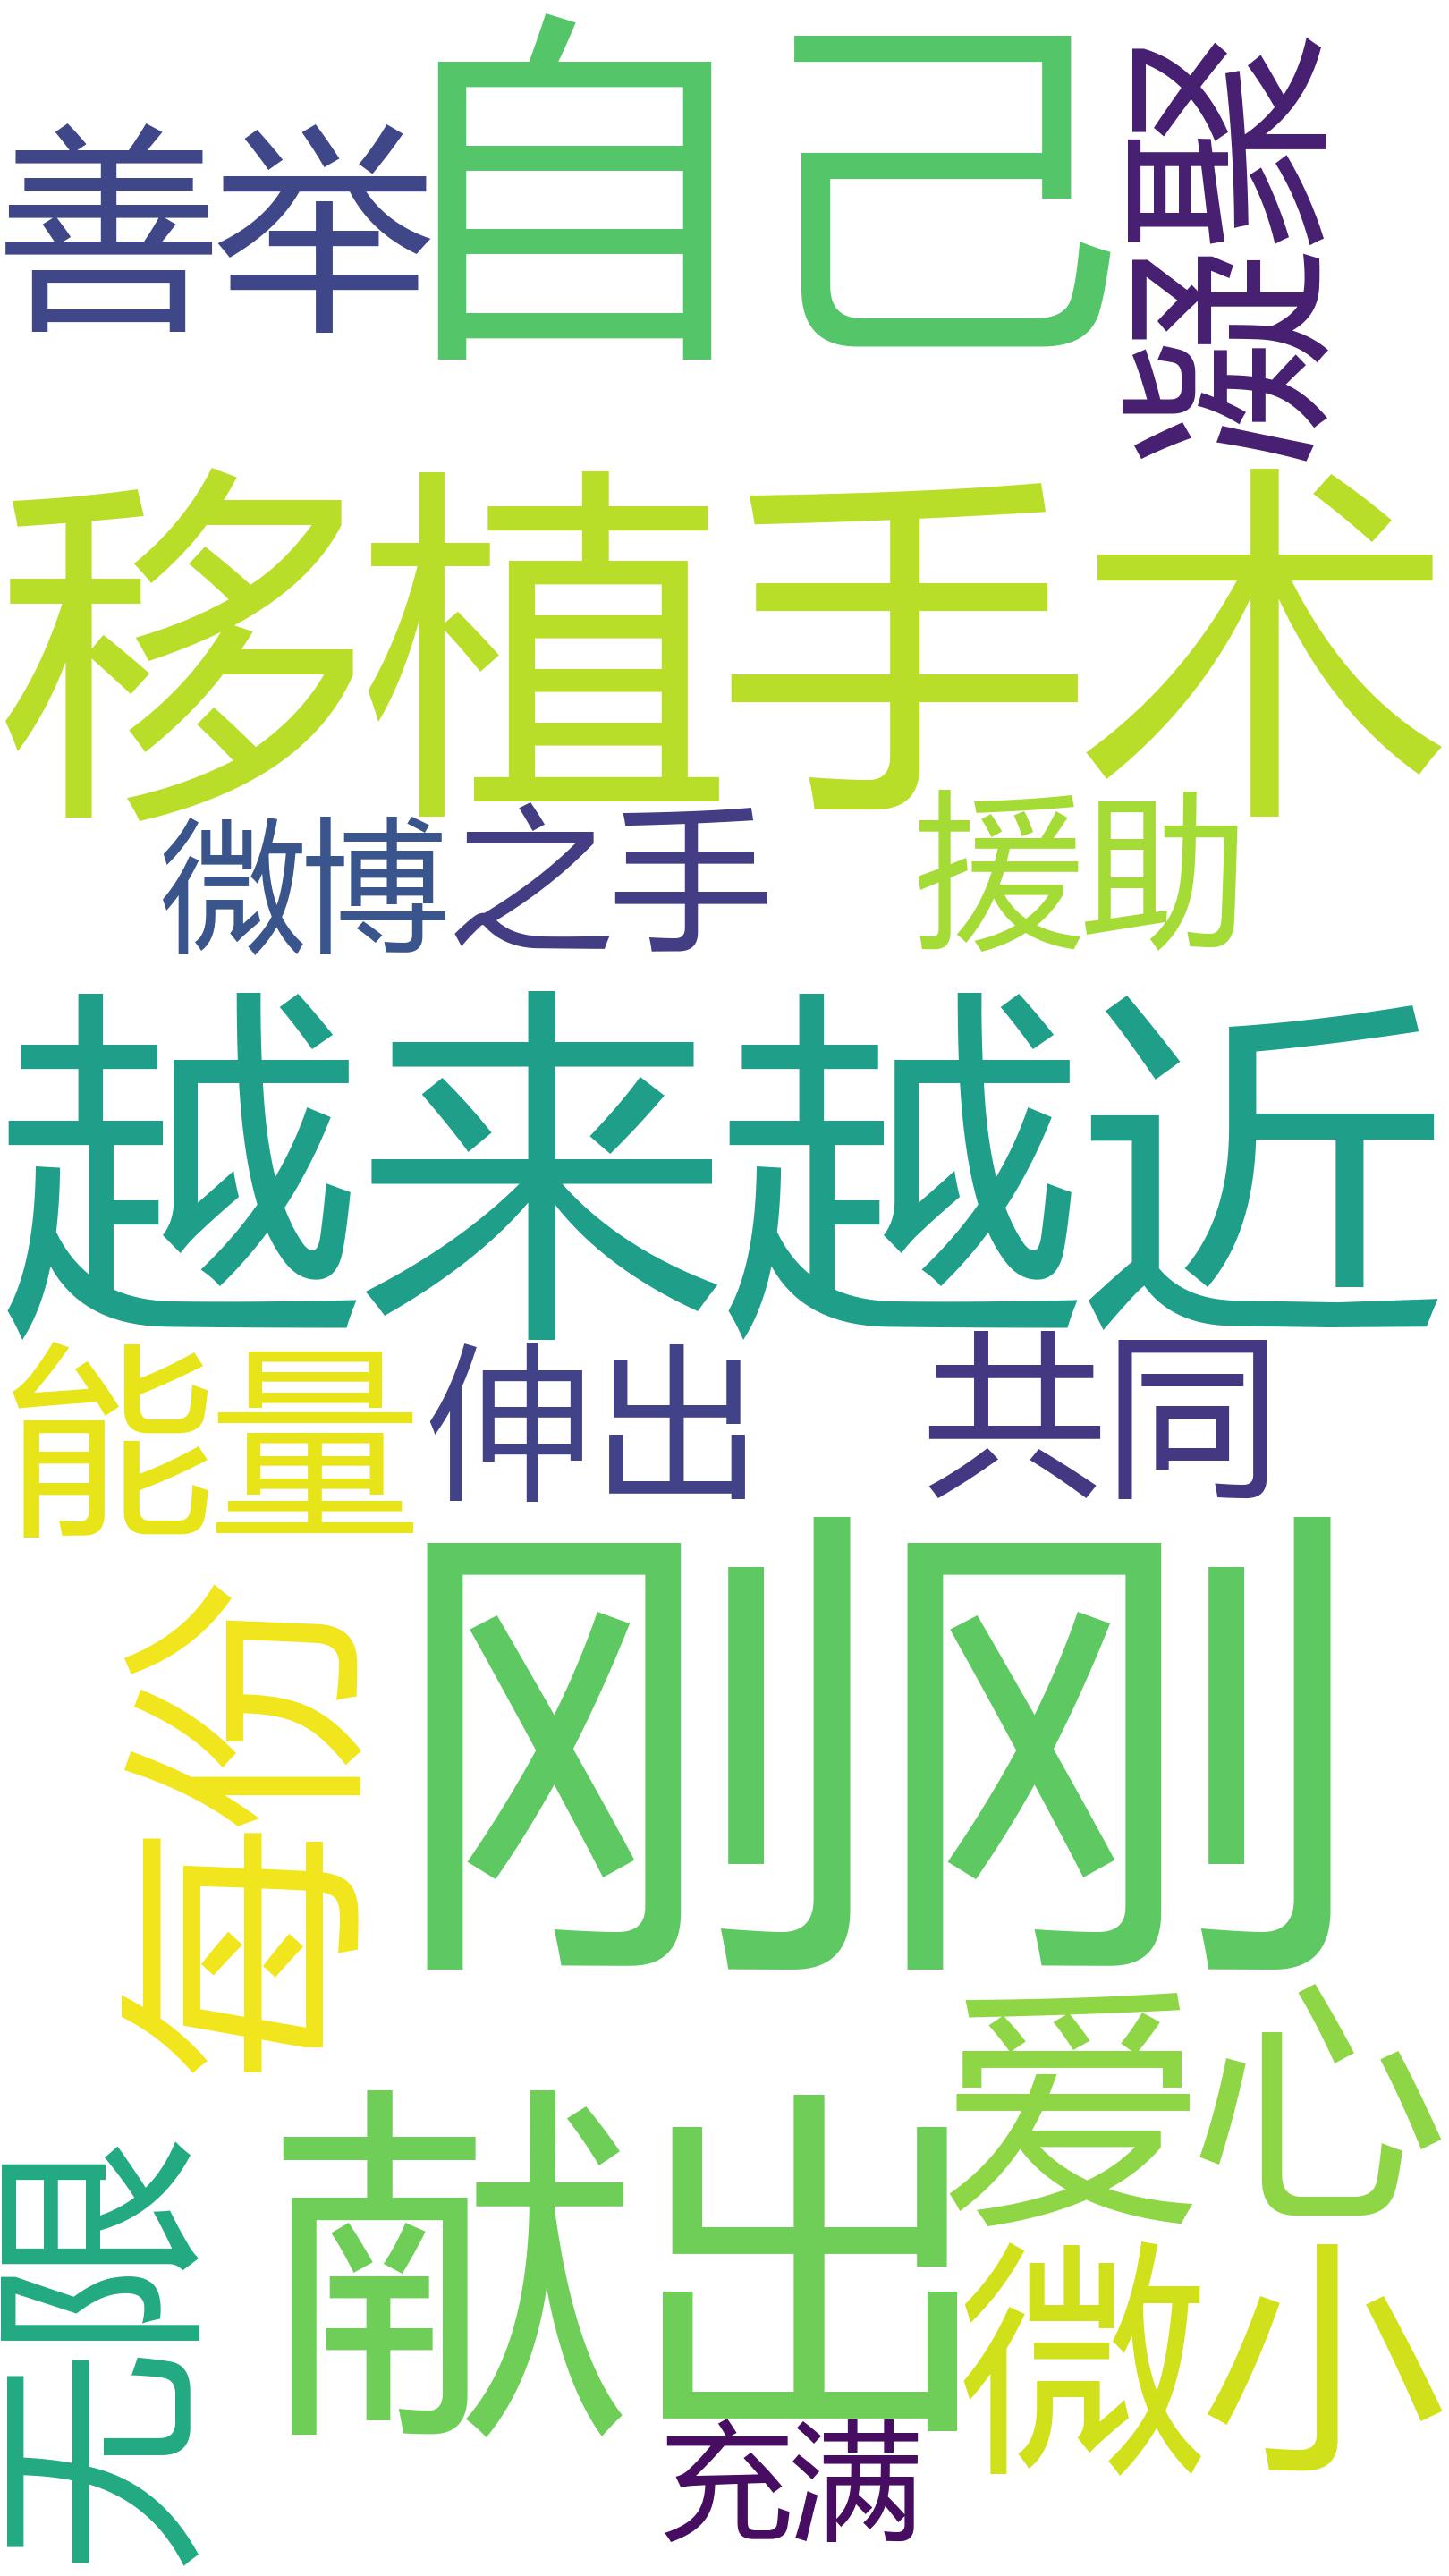 善举
自己
凝聚
移植手术
微博
之手
援助
越来越近
能量
伸出
共同
刚刚
每份
爱心
献出
微小
无限
充满